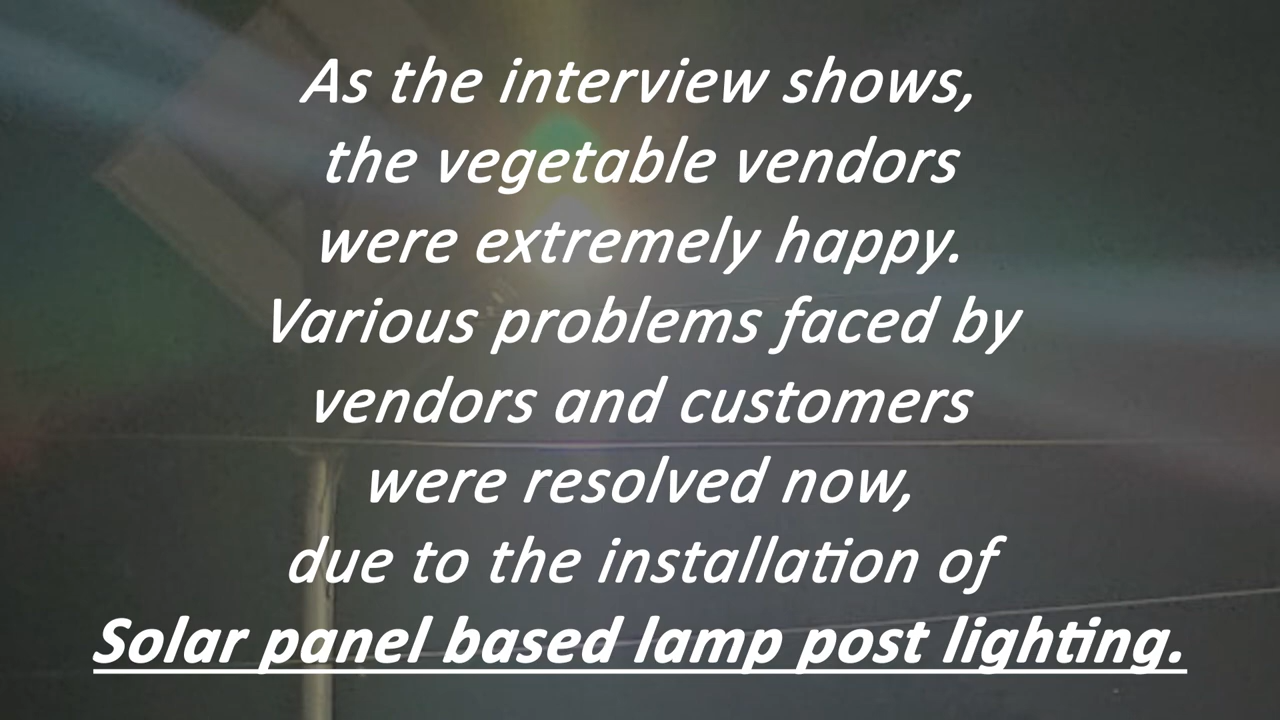 As the interview shows,
the vegetable vendors
were extremely happy.
Various problems faced by
vendors and customers
were resolved now,
due to the installation of
Solar panel based lamp post lighting.